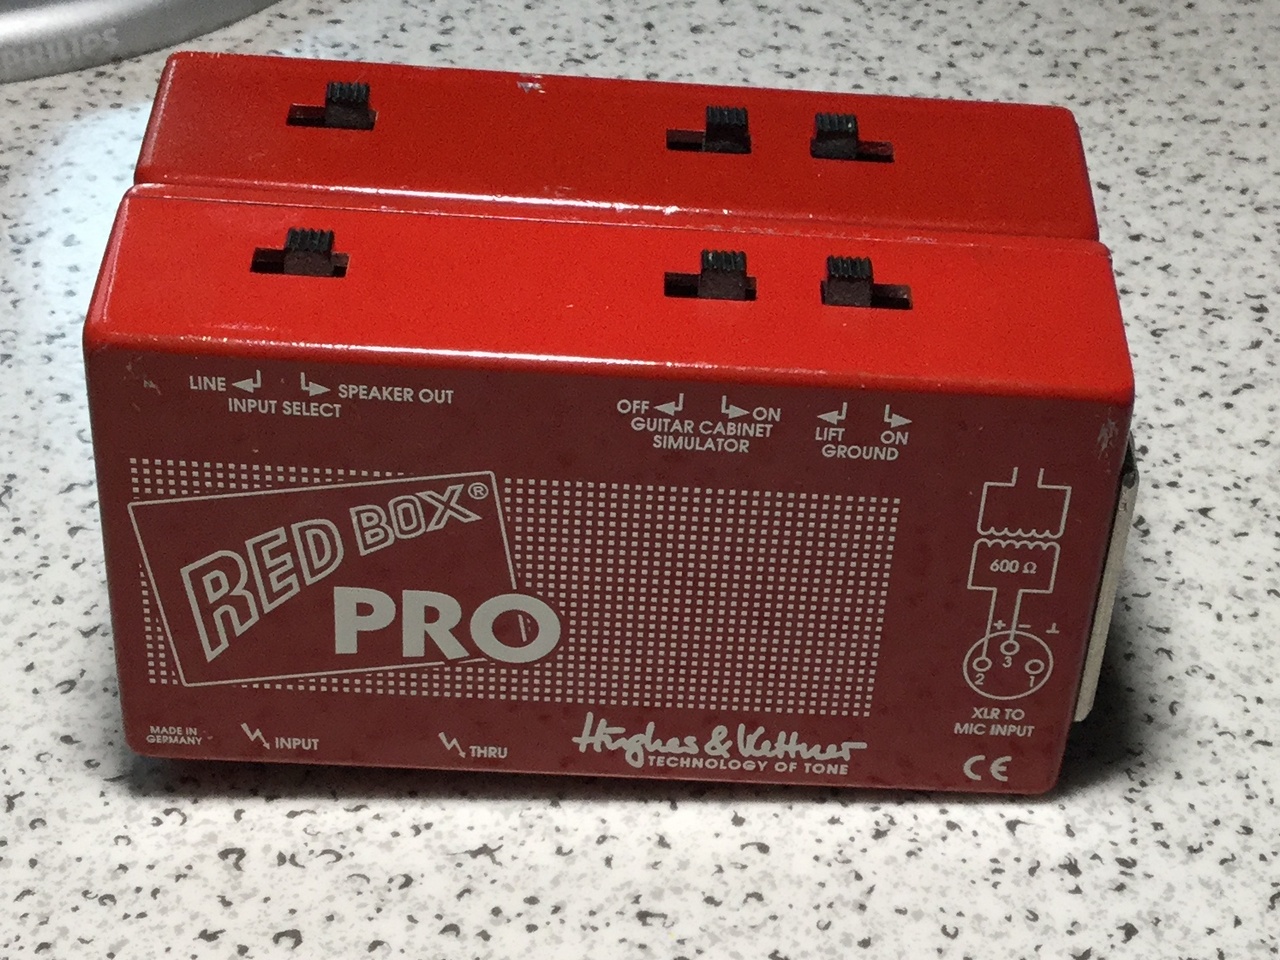 PHILIPS
LINE SPEAKER OUT
INPUT SELECT
OFF ON
GUITAR CABINET
SIMULATOR
LIFT ON
GROUND
RED BOX®
PRO
600 Ω
+ − ⊥
2 3 1
XLR TO
MIC INPUT
MADE IN
GERMANY
INPUT
THRU
Hughes & Kettner
TECHNOLOGY OF TONE
CE